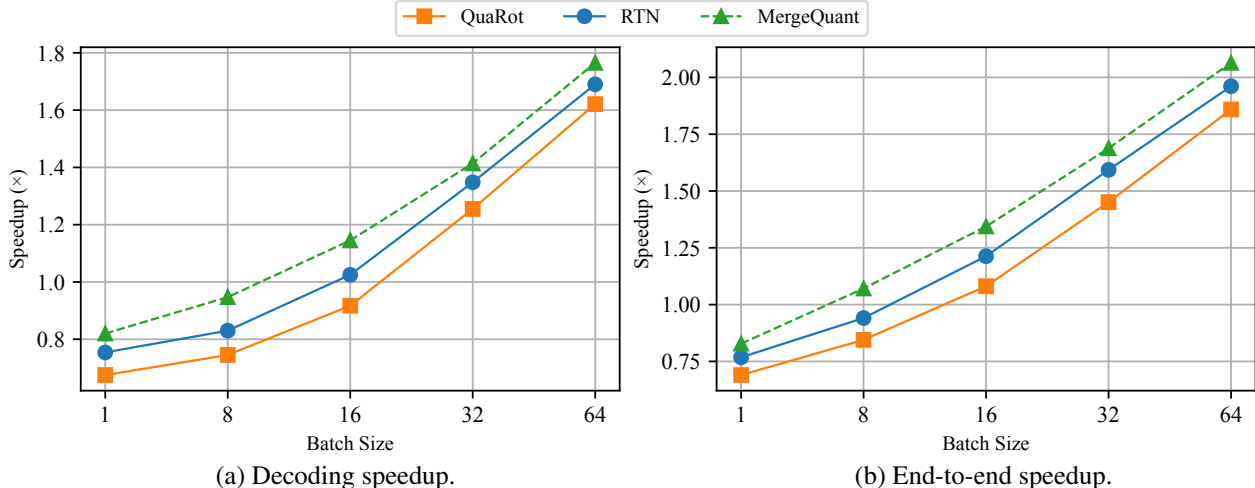 QuaRot RTN MergeQuant
1.8
1.6
1.4
1.2
1.0
0.8
Speedup (×)
1 8 16 32 64
Batch Size
(a) Decoding speedup.
2.00
1.75
1.50
1.25
1.00
0.75
Speedup (×)
1 8 16 32 64
Batch Size
(b) End-to-end speedup.